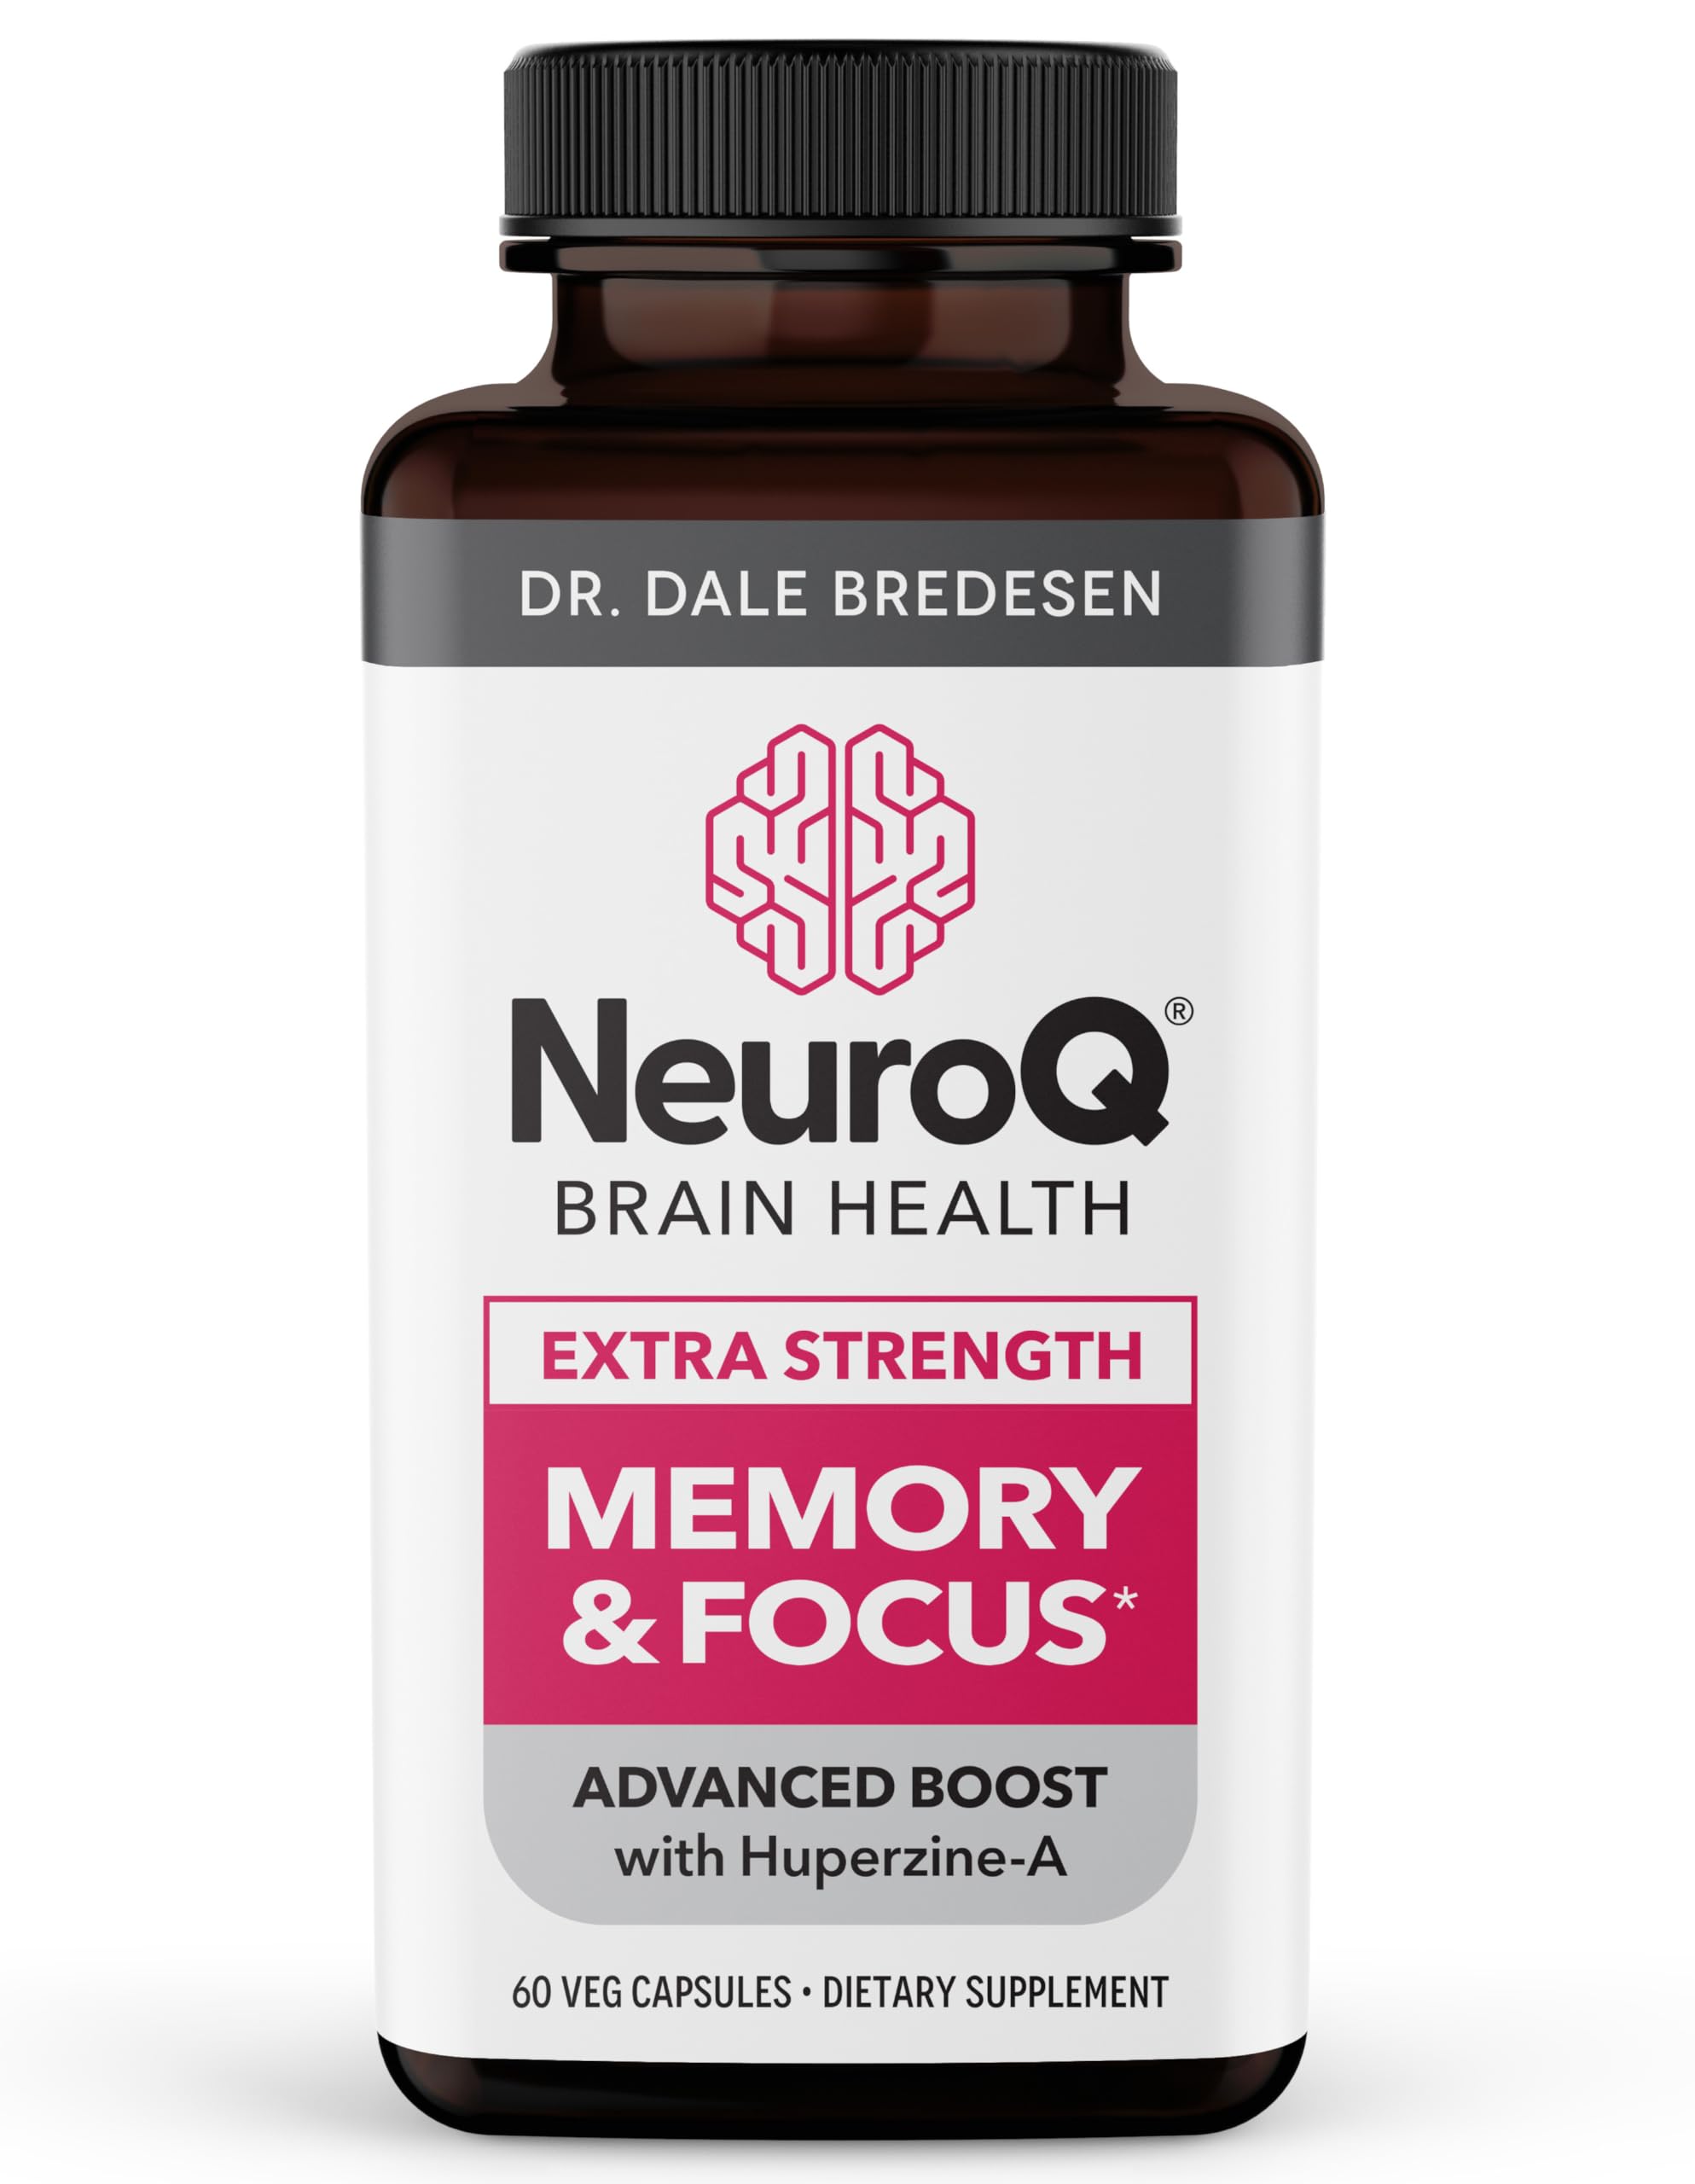 DR. DALE BREDESEN
NeuroQ®
BRAIN HEALTH
EXTRA STRENGTH
MEMORY
& FOCUS*
ADVANCED BOOST
with Huperzine-A
60 VEG CAPSULES • DIETARY SUPPLEMENT